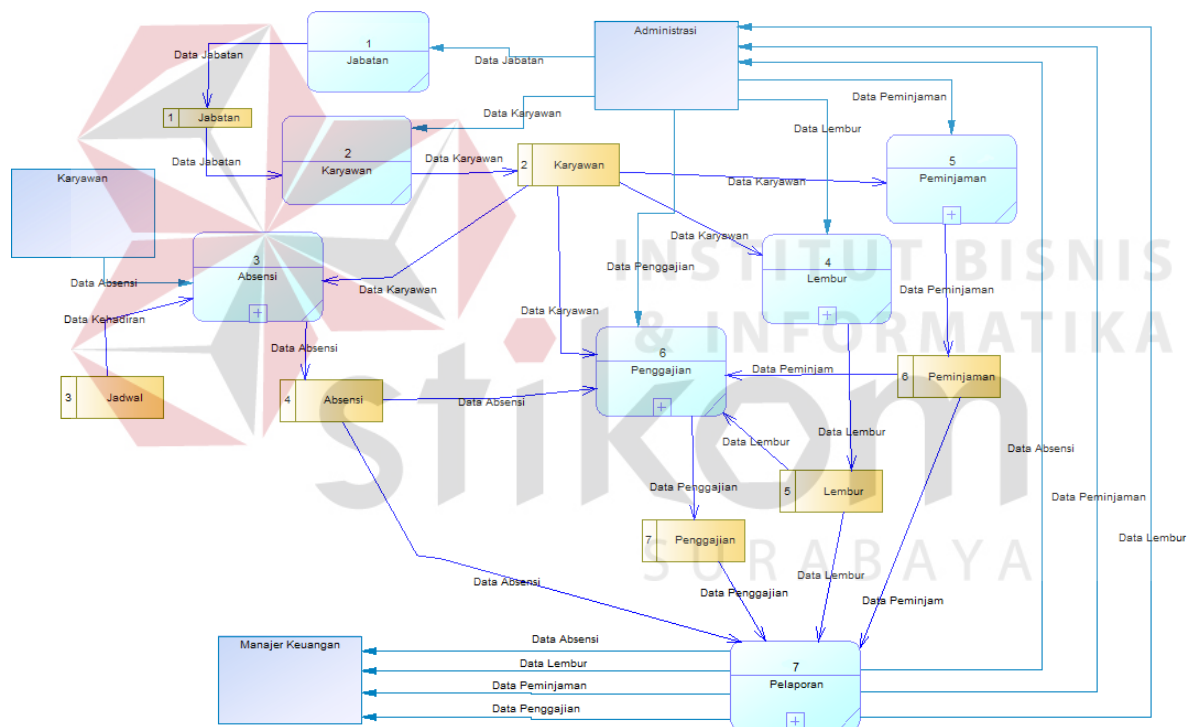 Administrasi
1
Jabatan
Data Jabatan
Data Jabatan
Data Peminjaman
1 Jabatan
Data Karyawan
Data Lembur
2
Karyawan
Data Jabatan
Data Karyawan
2 Karyawan
5
Peminjaman
Karyawan
Data Karyawan
3
Absensi
Data Karyawan
4
Lembur
INSTITUT BISNIS
& INFORMATIKA
Data Absensi
Data Karyawan
Data Penggajian
Data Peminjaman
Data Kehadiran
Data Karyawan
Data Absensi
6
Penggajian
Data Peminjam
6 Peminjaman
3 Jadwal
4 Absensi
Data Absensi
stikom
Data Lembur
Data Lembur
Data Absensi
Data Penggajian
5 Lembur
Data Peminjaman
7 Penggajian
Data Lembur
SURABAYA
Data Absensi
Data Lembur
Data Penggajian
Data Peminjam
Manajer Keuangan
Data Absensi
Data Lembur
Data Peminjaman
Data Penggajian
7
Pelaporan